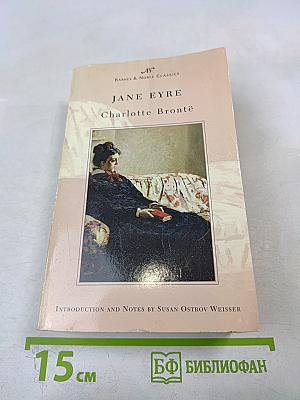 BARNES & NOBLE CLASSICS
JANE EYRE
Charlotte Brontë
INTRODUCTION AND NOTES BY SUSAN OSTROV WEISSER
15 СМ
БФ БИБЛИОФАН